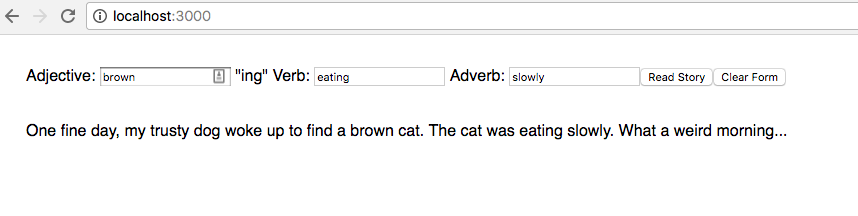 localhost:3000
Adjective: brown "ing" Verb: eating Adverb: slowly Read Story Clear Form
One fine day, my trusty dog woke up to find a brown cat. The cat was eating slowly. What a weird morning...